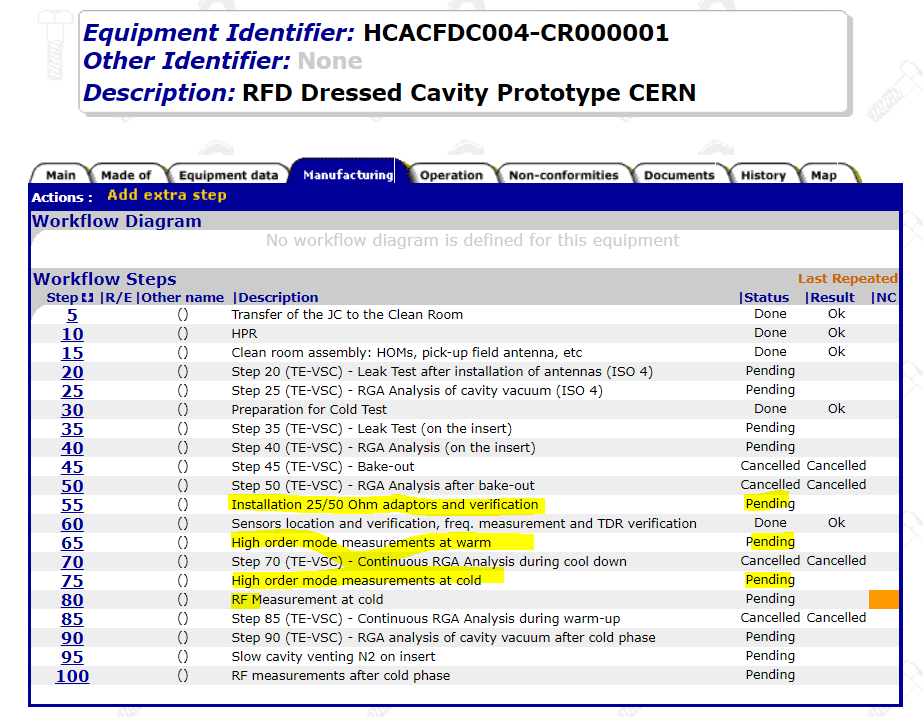 Equipment Identifier: HCACFDC004-CR000001
Other Identifier: None
Description: RFD Dressed Cavity Prototype CERN
Main Made of Equipment data Manufacturing Operation Non-conformities Documents History Map
Actions : Add extra step
Workflow Diagram
No workflow diagram is defined for this equipment
Workflow Steps Last Repeated
Step |R/E |Other name |Description |Status |Result |NC
5 () Transfer of the JC to the Clean Room Done Ok
10 () HPR Done Ok
15 () Clean room assembly: HOMs, pick-up field antenna, etc Done Ok
20 () Step 20 (TE-VSC) - Leak Test after installation of antennas (ISO 4) Pending
25 () Step 25 (TE-VSC) - RGA Analysis of cavity vacuum (ISO 4) Pending
30 () Preparation for Cold Test Done Ok
35 () Step 35 (TE-VSC) - Leak Test (on the insert) Pending
40 () Step 40 (TE-VSC) - RGA Analysis (on the insert) Pending
45 () Step 45 (TE-VSC) - Bake-out Cancelled Cancelled
50 () Step 50 (TE-VSC) - RGA Analysis after bake-out Cancelled Cancelled
55 () Installation 25/50 Ohm adaptors and verification Pending
60 () Sensors location and verification, freq. measurement and TDR verification Done Ok
65 () High order mode measurements at warm Pending
70 () Step 70 (TE-VSC) - Continuous RGA Analysis during cool down Cancelled Cancelled
75 () High order mode measurements at cold Pending
80 () RF Measurement at cold Pending
85 () Step 85 (TE-VSC) - Continuous RGA Analysis during warm-up Cancelled Cancelled
90 () Step 90 (TE-VSC) - RGA analysis of cavity vacuum after cold phase Pending
95 () Slow cavity venting N2 on insert Pending
100 () RF measurements after cold phase Pending